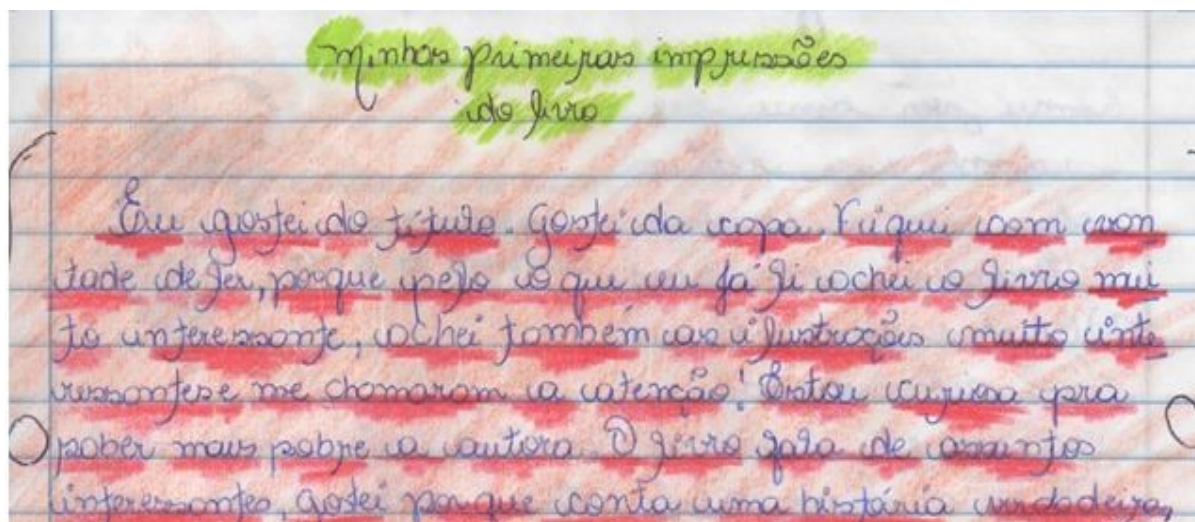 Minhas primeiras impressões
do livro
Eu gostei do título. Gostei da capa. Fiquei com von
tade de ler, porque pelo o que eu já li achei o livro mui
to interessante, achei também as ilustrações muito inte
ressantes e me chamaram a atenção! Estou curiosa pra
saber mais sobre a autora. O livro fala de assuntos
interessantes, gostei porque conta uma história verdadeira,